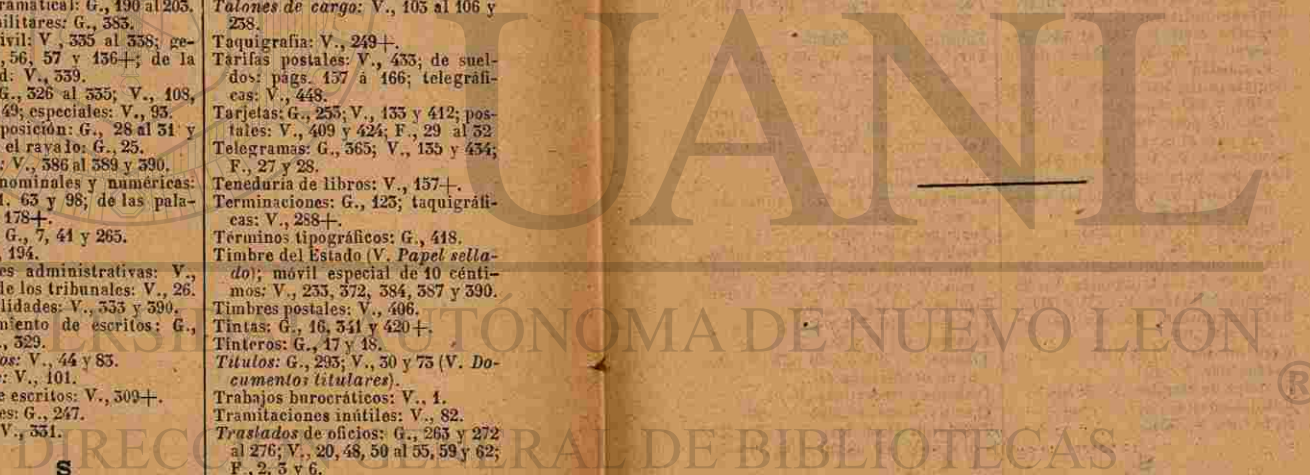 ramatical: G., 190 al 203.
ilitares: G., 383.
ivil: V., 335 al 338; ge-
, 56, 57 y 136+; de la
d: V., 339.
G., 326 al 335; V., 108,
49; especiales: V., 93.
posición: G., 28 al 31 y
el rayado: G., 25.
: V., 386 al 389 y 390.
nominales y numéricas:
1. 63 y 98; de las pala-
178+.
G., 7, 41 y 265.
, 194.
es administrativas: V.,
de los tribunales: V., 26.
lidades: V., 333 y 390.
miento de escritos: G.,
., 329.
os: V., 44 y 83.
: V., 101.
e escritos: V., 309+.
es: G., 247.
V., 331.
S
Talones de cargo: V., 103 al 106 y
238.
Taquigrafía: V., 249+.
Tarifas postales: V., 433; de suel-
dos: págs. 157 á 166; telegráfi-
cas: V., 448.
Tarjetas: G., 253; V., 133 y 412; pos-
tales: V., 409 y 424; F., 29 al 32
Telegramas: G., 365; V., 135 y 434;
F., 27 y 28.
Teneduría de libros: V., 157+.
Terminaciones: G., 123; taquigráfi-
cas: V., 288+.
Términos tipográficos: G., 418.
Timbre del Estado (V. Papel sella-
do); móvil especial de 10 cénti-
mos: V., 233, 372, 384, 387 y 390.
Timbres postales: V., 406.
Tintas: G., 16, 341 y 420+.
Tinteros: G., 17 y 18.
Títulos: G., 293; V., 30 y 73 (V. Do-
cumentos titulares).
Trabajos burocráticos: V., 1.
Tramitaciones inútiles: V., 82.
Traslados de oficios: G., 263 y 272
al 276; V., 20, 48, 50 al 55, 59 y 62;
F., 2, 3 y 6.
UANL
AUTÓNOMA DE NUEVO LEÓN
®
DIRECC GENERAL DE BIBLIOTECAS